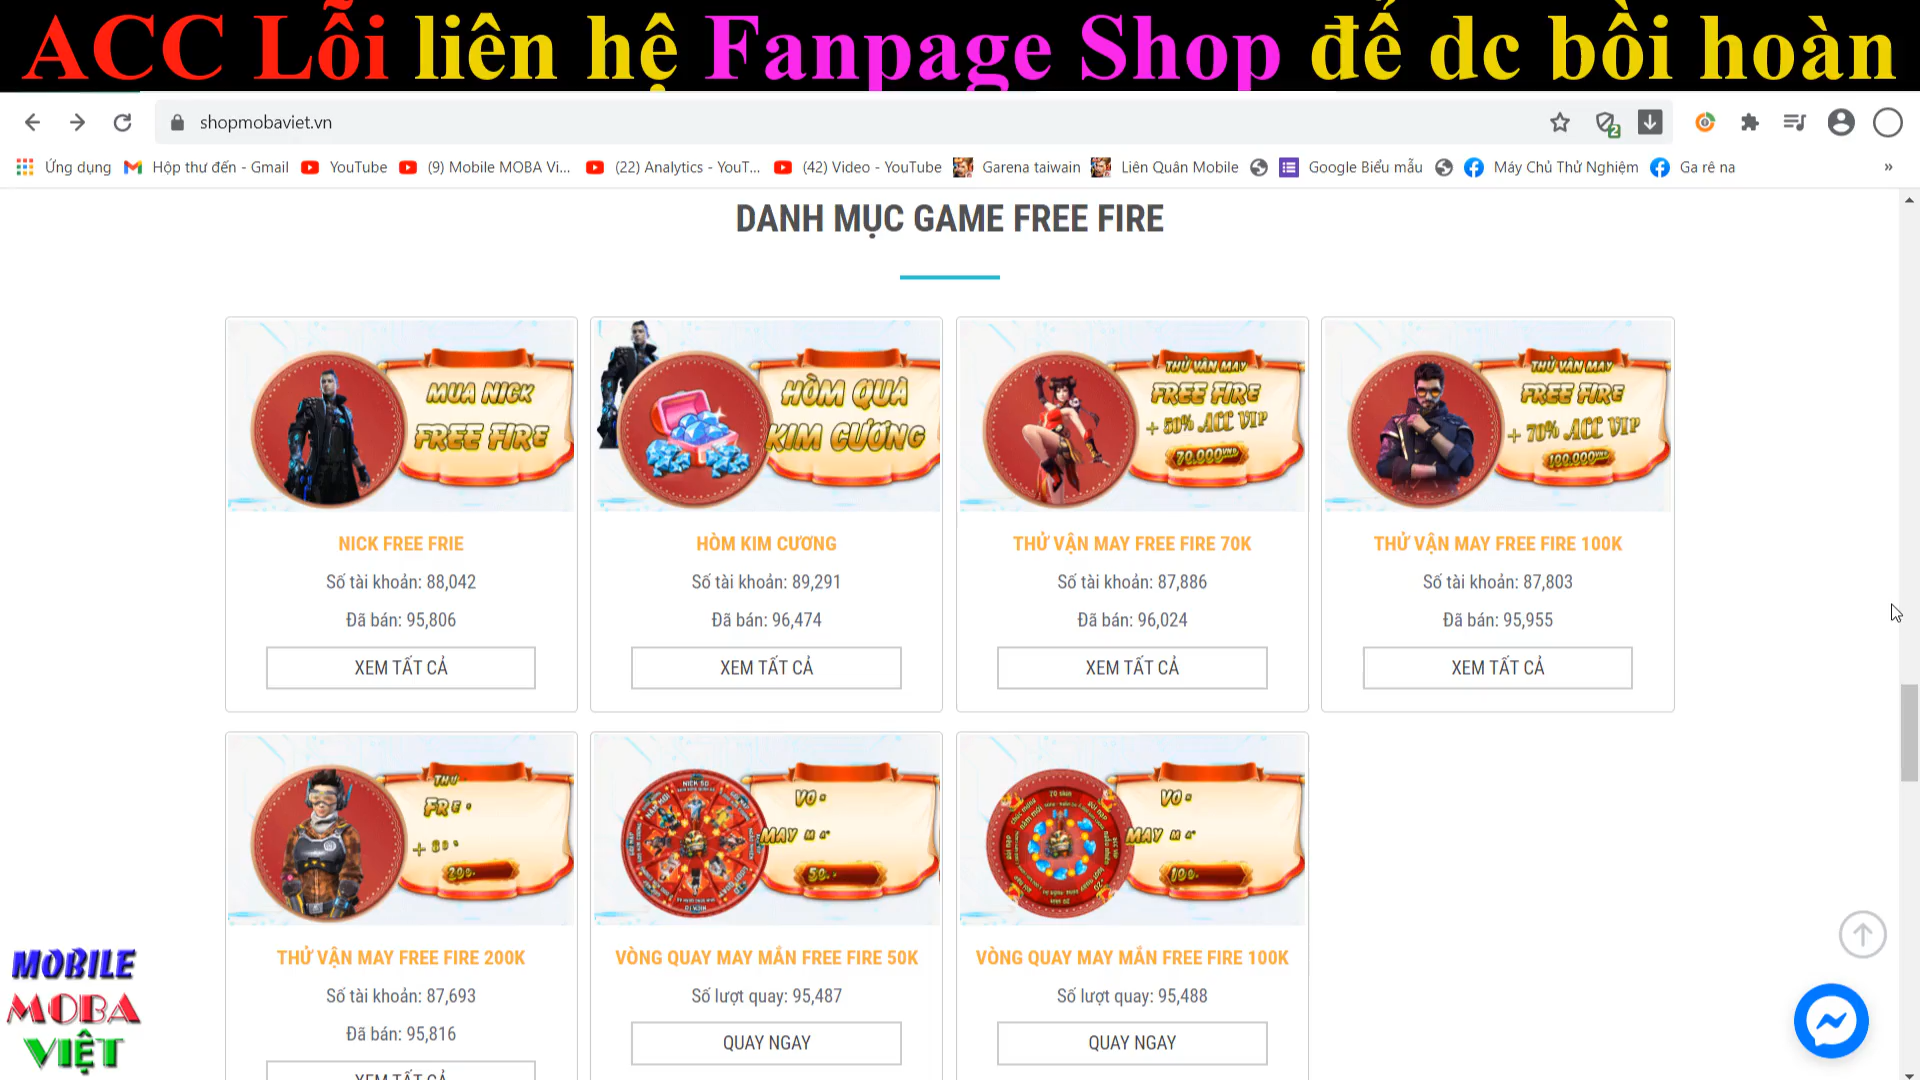 ACC Lỗi liên hệ Fanpage Shop để dc bồi hoàn
shopmobaviet.vn
2
Ứng dụng
Hộp thư đến - Gmail
YouTube
(9) Mobile MOBA Vi...
(22) Analytics - YouT...
(42) Video - YouTube
Garena taiwain
Liên Quân Mobile
Google Biểu mẫu
Máy Chủ Thử Nghiệm
Ga rê na
»
DANH MỤC GAME FREE FIRE
MUA NICK
FREE FIRE
NICK FREE FRIE
Số tài khoản: 88,042
Đã bán: 95,806
XEM TẤT CẢ
HÒM QUÀ
KIM CƯƠNG
HÒM KIM CƯƠNG
Số tài khoản: 89,291
Đã bán: 96,474
XEM TẤT CẢ
THỬ VẬN MAY
FREE FIRE
+ 50% ACC VIP
70.000VNĐ
THỬ VẬN MAY FREE FIRE 70K
Số tài khoản: 87,886
Đã bán: 96,024
XEM TẤT CẢ
THỬ VẬN MAY
FREE FIRE
+ 70% ACC VIP
100.000VNĐ
THỬ VẬN MAY FREE FIRE 100K
Số tài khoản: 87,803
Đã bán: 95,955
XEM TẤT CẢ
THỬ VẬN MAY FREE FIRE 200K
Số tài khoản: 87,693
Đã bán: 95,816
XEM TẤT CẢ
VÒNG QUAY MAY MẮN FREE FIRE 50K
Số lượt quay: 95,487
QUAY NGAY
VÒNG QUAY MAY MẮN FREE FIRE 100K
Số lượt quay: 95,488
QUAY NGAY
MOBILE
MOBA
VIỆT